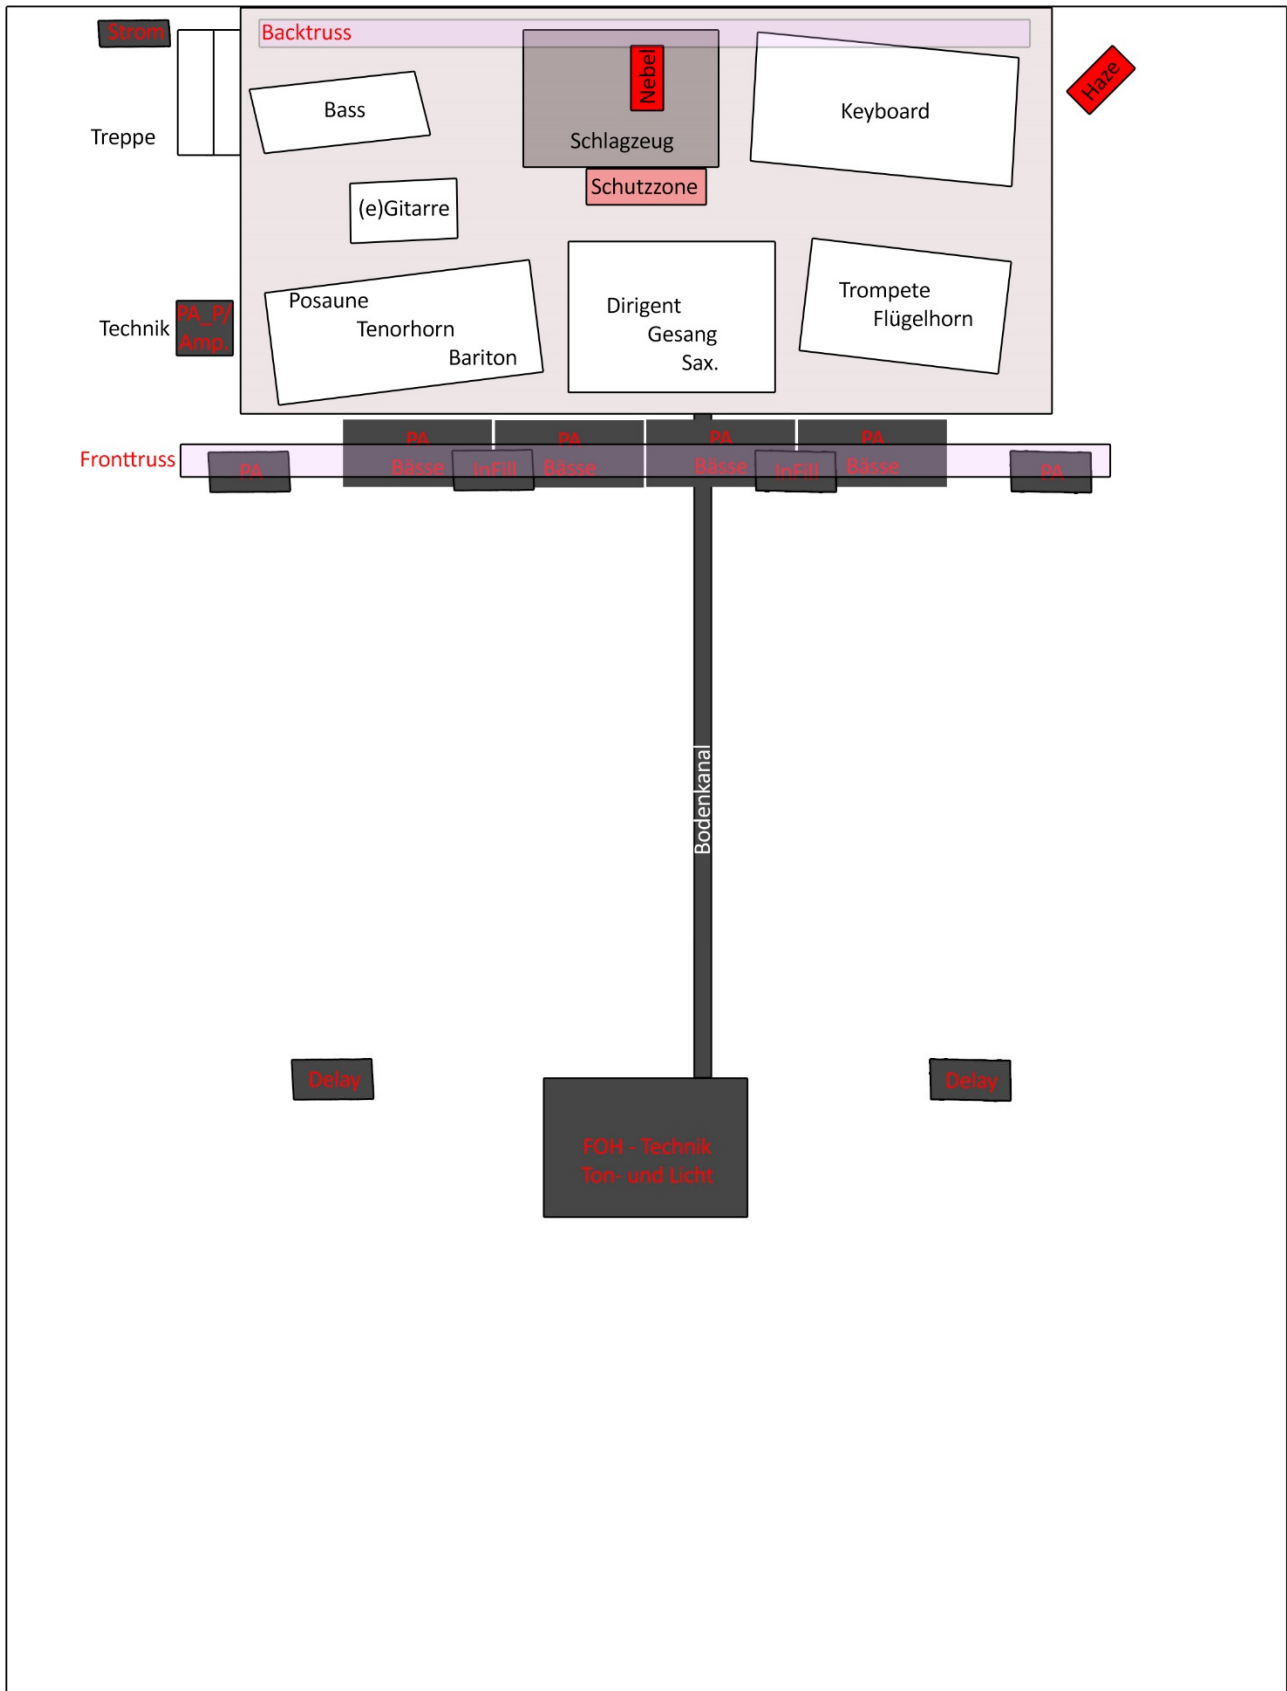 Strom
Backtruss
Nebel
Haze
Bass
Keyboard
Treppe
Schlagzeug
Schutzzone
(e)Gitarre
Posaune
Tenorhorn
Bariton
Dirigent
Gesang
Sax.
Trompete
Flügelhorn
Technik
PA_P/
Amp.
Fronttruss
PA
PA
Bässe
InFill
PA
Bässe
PA
Bässe
InFill
PA
Bässe
PA
Bodenkanal
Delay
Delay
FOH - Technik
Ton- und Licht